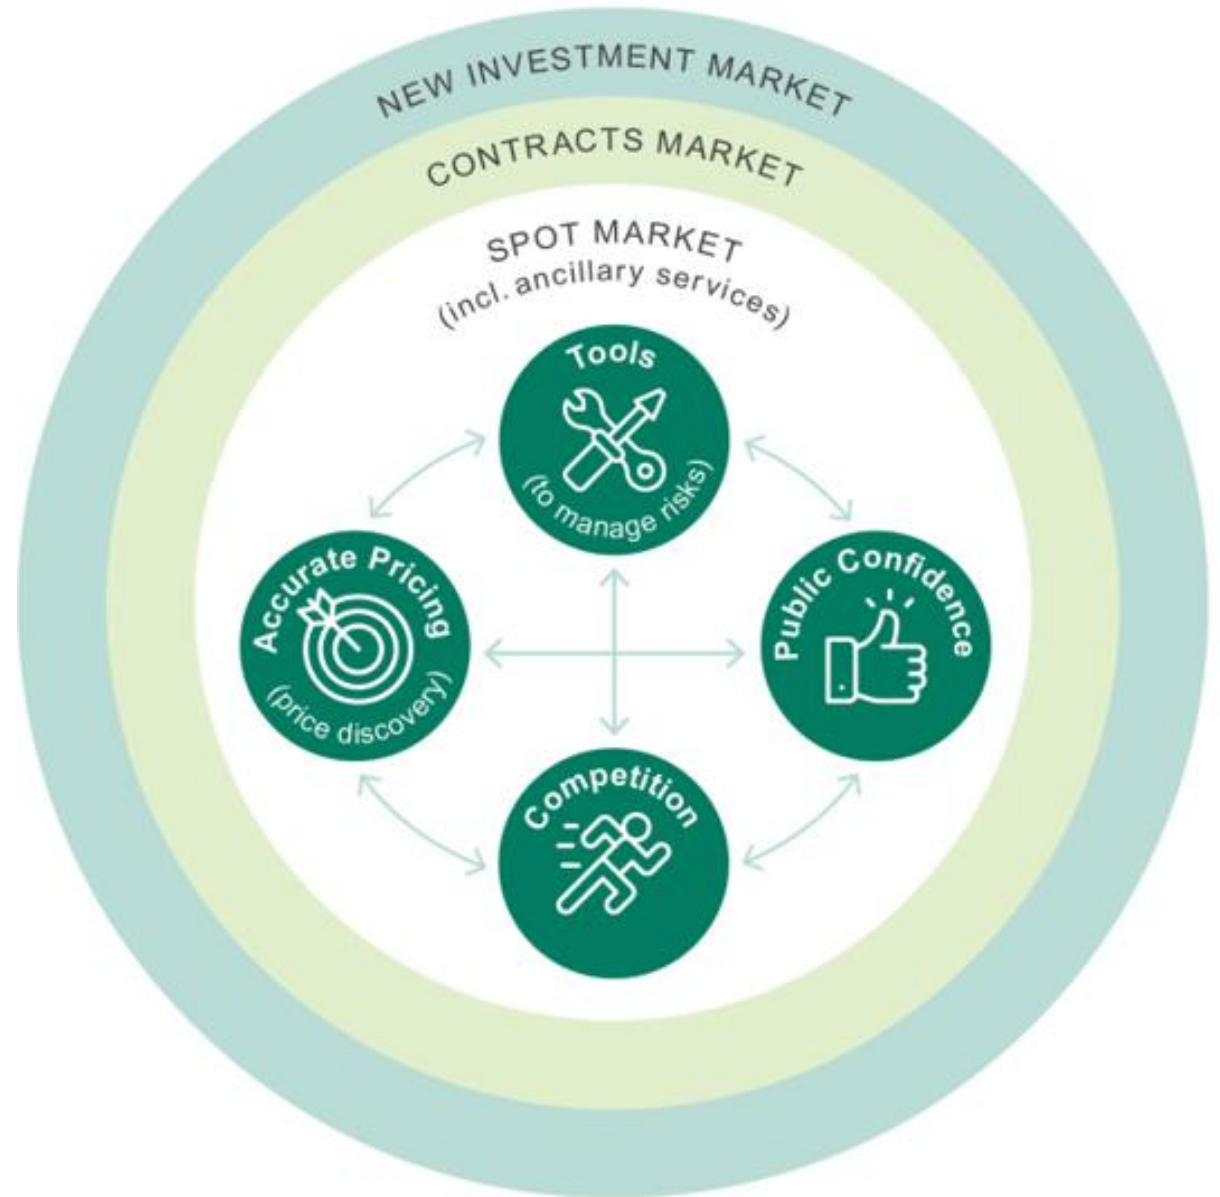 NEW INVESTMENT MARKET
CONTRACTS MARKET
SPOT MARKET
(incl. ancillary services)
Tools
(to manage risks)
Accurate Pricing
(price discovery)
Public Confidence
Competition